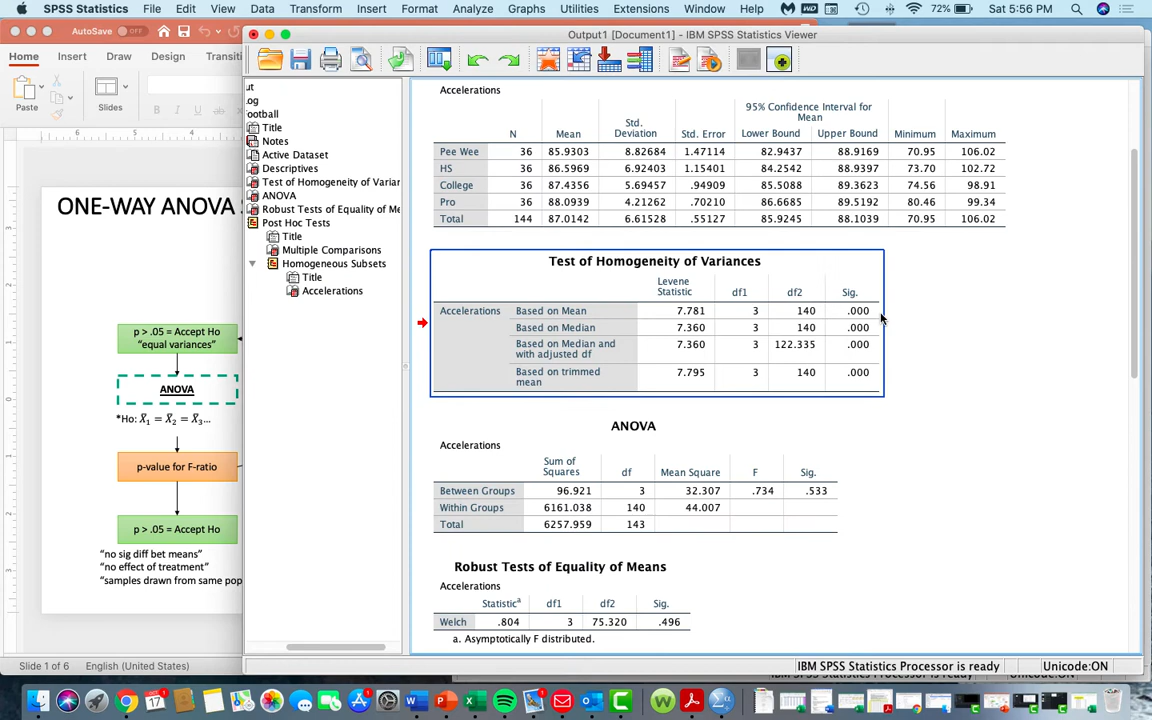 SPSS Statistics File Edit View Data Transform Insert Format Analyze Graphs Utilities Extensions Window Help 72% Sat 5:56 PM
AutoSave OFF
Output1 [Document1] - IBM SPSS Statistics Viewer
Home Insert Draw Design Transiti
Paste Slides
B I U
6 5 4
ONE-WAY ANOVA
p > .05 = Accept Ho
"equal variances"
ANOVA
*Ho: X̄1 = X̄2 = X̄3...
p-value for F-ratio
p > .05 = Accept Ho
"no sig diff bet means"
"no effect of treatment"
"samples drawn from same pop
Slide 1 of 6 English (United States)
ut
og
ootball
Title
Notes
Active Dataset
Descriptives
Test of Homogeneity of Varian
ANOVA
Robust Tests of Equality of Me
Post Hoc Tests
Title
Multiple Comparisons
Homogeneous Subsets
Title
Accelerations
Accelerations
95% Confidence Interval for
Mean
N Mean Std. Deviation Std. Error Lower Bound Upper Bound Minimum Maximum
Pee Wee 36 85.9303 8.82684 1.47114 82.9437 88.9169 70.95 106.02
HS 36 86.5969 6.92403 1.15401 84.2542 88.9397 73.70 102.72
College 36 87.4356 5.69457 .94909 85.5088 89.3623 74.56 98.91
Pro 36 88.0939 4.21262 .70210 86.6685 89.5192 80.46 99.34
Total 144 87.0142 6.61528 .55127 85.9245 88.1039 70.95 106.02
Test of Homogeneity of Variances
Levene Statistic df1 df2 Sig.
Accelerations Based on Mean 7.781 3 140 .000
Based on Median 7.360 3 140 .000
Based on Median and with adjusted df 7.360 3 122.335 .000
Based on trimmed mean 7.795 3 140 .000
ANOVA
Accelerations
Sum of Squares df Mean Square F Sig.
Between Groups 96.921 3 32.307 .734 .533
Within Groups 6161.038 140 44.007
Total 6257.959 143
Robust Tests of Equality of Means
Accelerations
Statistic a df1 df2 Sig.
Welch .804 3 75.320 .496
a. Asymptotically F distributed.
IBM SPSS Statistics Processor is ready Unicode:ON